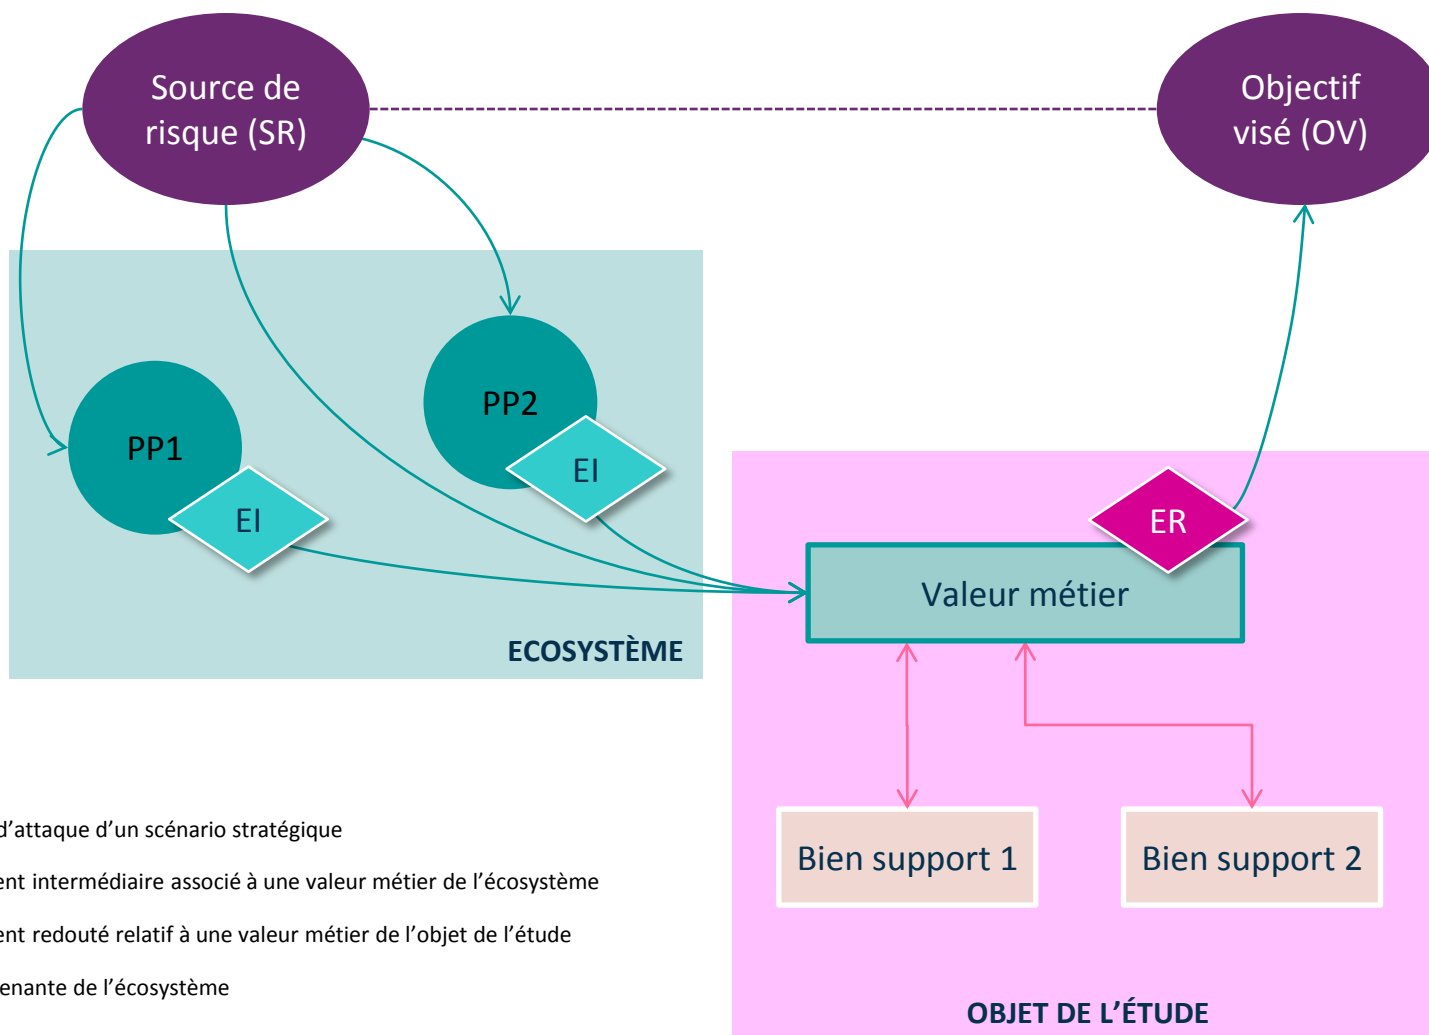 Source de
risque (SR)
Objectif
visé (OV)
PP2
EI
PP1
EI
ER
Valeur métier
ECOSYSTÈME
Bien support 1
Bien support 2
d’attaque d’un scénario stratégique
ent intermédiaire associé à une valeur métier de l’écosystème
ent redouté relatif à une valeur métier de l’objet de l’étude
enante de l’écosystème
OBJET DE L’ÉTUDE